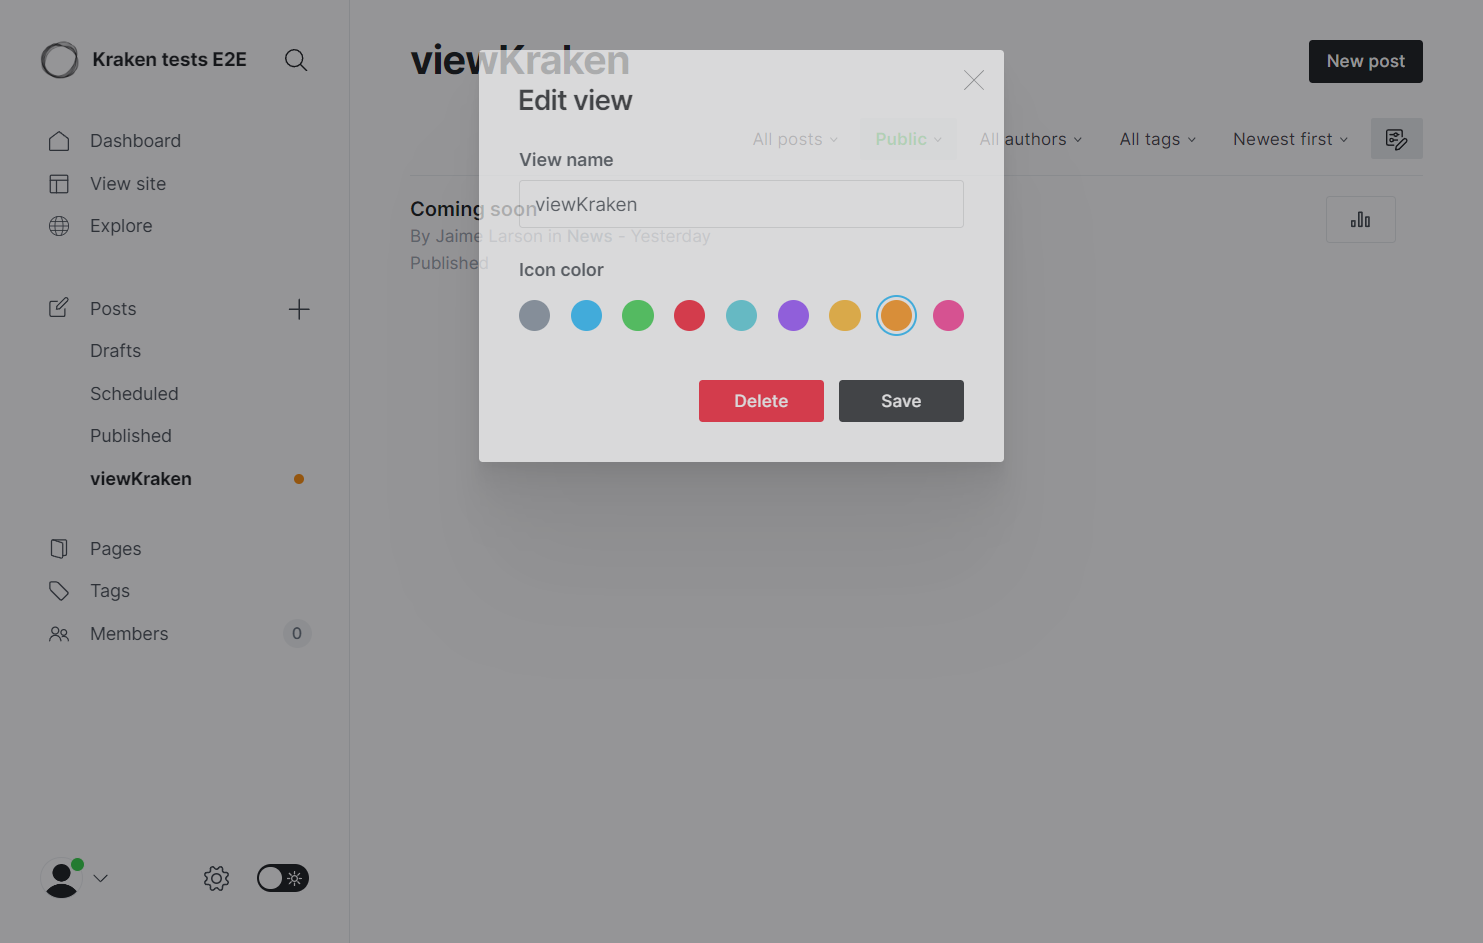 Kraken tests E2E
Dashboard
View site
Explore
Posts
Drafts
Scheduled
Published
viewKraken
Pages
Tags
Members 0
viewKraken
New post
All posts
Public
All authors
All tags
Newest first
Coming soon
By Jaime Larson in News - Yesterday
Published
Edit view
View name
viewKraken
Icon color
Delete
Save